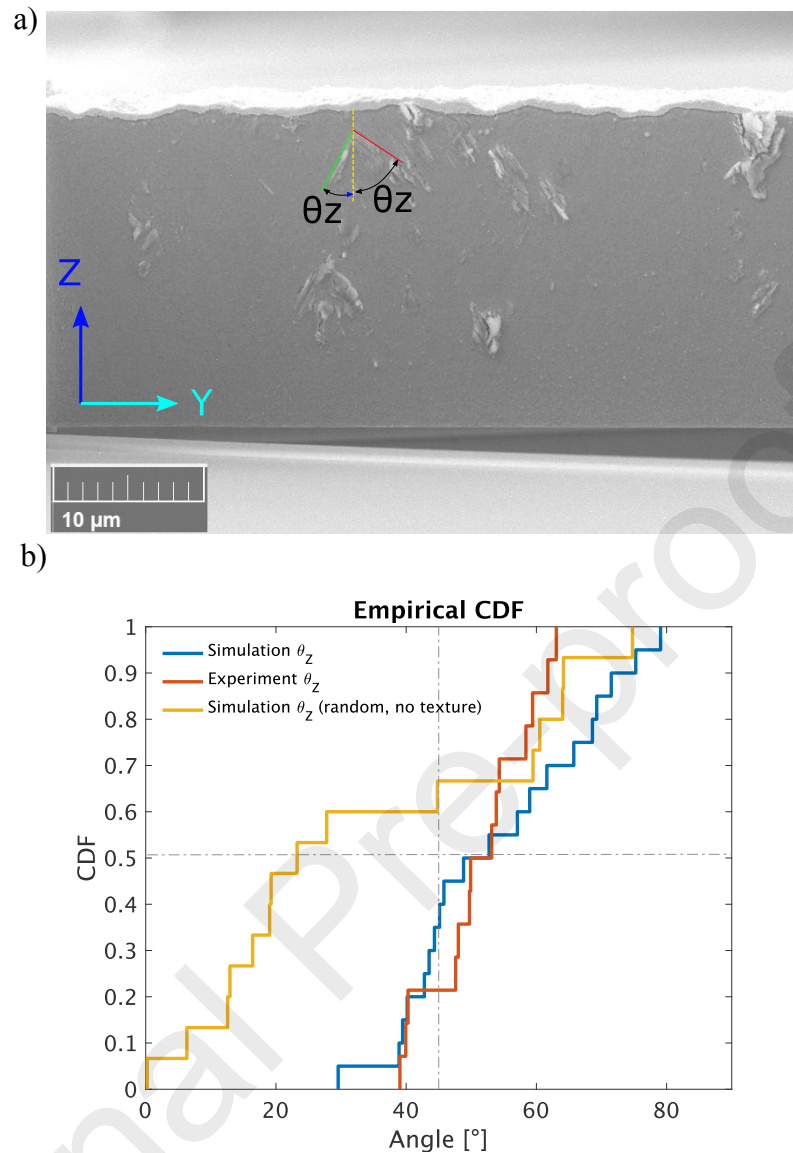 a)
θz
θz
Z
Y
10 µm
b)
Empirical CDF
Simulation θZ
Experiment θZ
Simulation θZ (random, no texture)
1
0.9
0.8
0.7
0.6
0.5
0.4
0.3
0.2
0.1
0
CDF
0
20
40
60
80
Angle [°]
nal Pre-proo